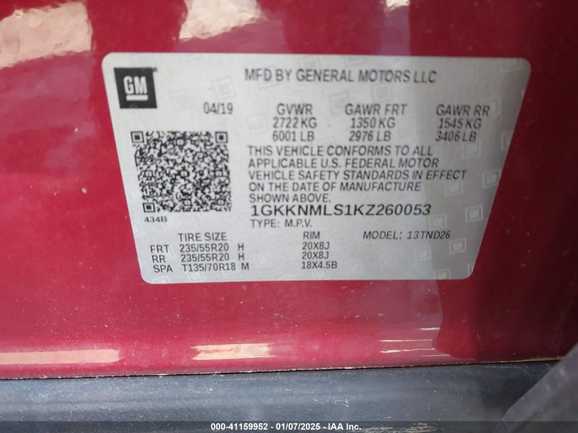 GM
MFD BY GENERAL MOTORS LLC
04/19 GVWR GAWR FRT GAWR RR
2722 KG 1350 KG 1545 KG
6001 LB 2976 LB 3406 LB
THIS VEHICLE CONFORMS TO ALL
APPLICABLE U.S. FEDERAL MOTOR
VEHICLE SAFETY STANDARDS IN EFFECT
ON THE DATE OF MANUFACTURE
SHOWN ABOVE.
1GKKNMLS1KZ260053
434B TYPE: M.P.V.
TIRE SIZE RIM MODEL: 13TND26
FRT 235/55R20 H 20X8J
RR 235/55R20 H 20X8J
SPA T135/70R18 M 18X4.5B
000-41159952 - 01/07/2025 - IAA Inc.